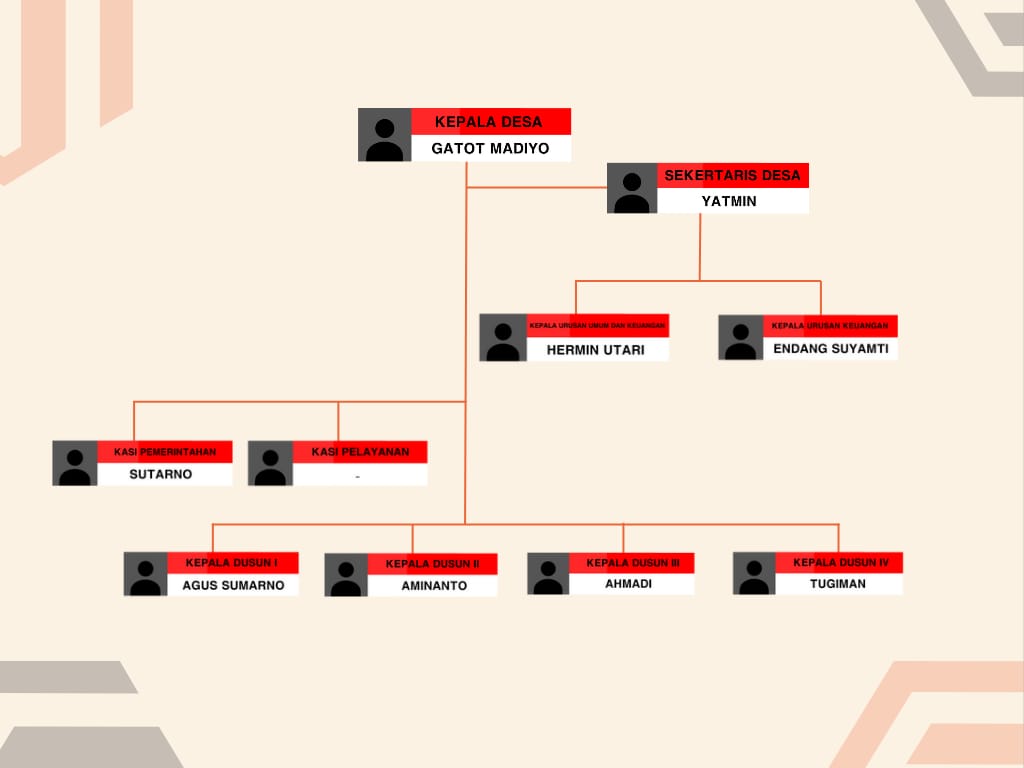 KEPALA DESA
GATOT MADIYO
SEKERTARIS DESA
YATMIN
KEPALA URUSAN UMUM DAN KEUANGAN
HERMIN UTARI
KEPALA URUSAN KEUANGAN
ENDANG SUYAMTI
KASI PEMERINTAHAN
SUTARNO
KASI PELAYANAN
-
KEPALA DUSUN I
AGUS SUMARNO
KEPALA DUSUN II
AMINANTO
KEPALA DUSUN III
AHMADI
KEPALA DUSUN IV
TUGIMAN